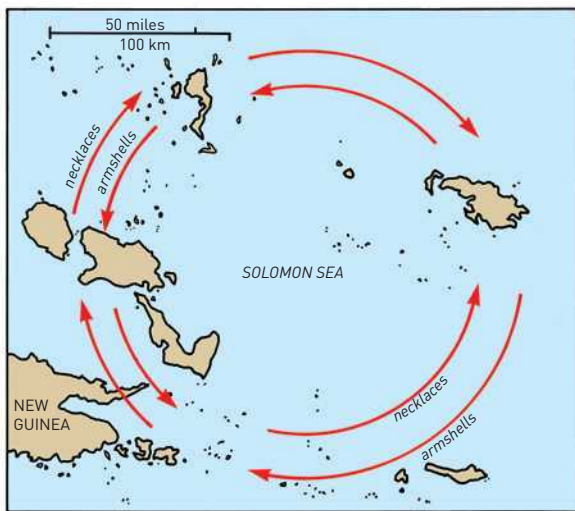 50 miles
100 km
necklaces
armshells
SOLOMON SEA
NEW
GUINEA
necklaces
armshells